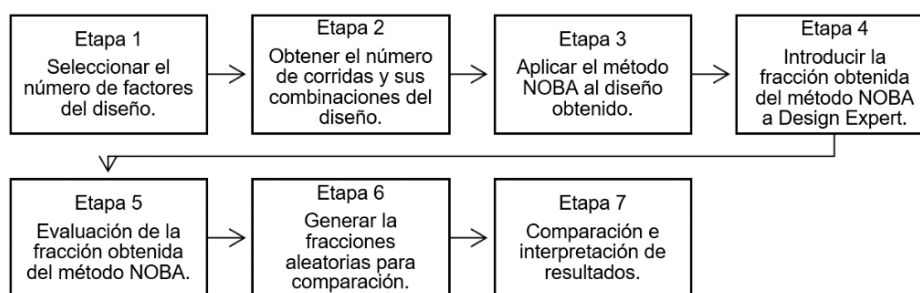 Etapa 1
Seleccionar el
número de factores
del diseño.
Etapa 2
Obtener el número
de corridas y sus
combinaciones del
diseño.
Etapa 3
Aplicar el método
NOBA al diseño
obtenido.
Etapa 4
Introducir la
fracción obtenida
del método NOBA
a Design Expert.
Etapa 5
Evaluación de la
fracción obtenida
del método NOBA.
Etapa 6
Generar la
fracciones
aleatorias para
comparación.
Etapa 7
Comparación e
interpretación de
resultados.